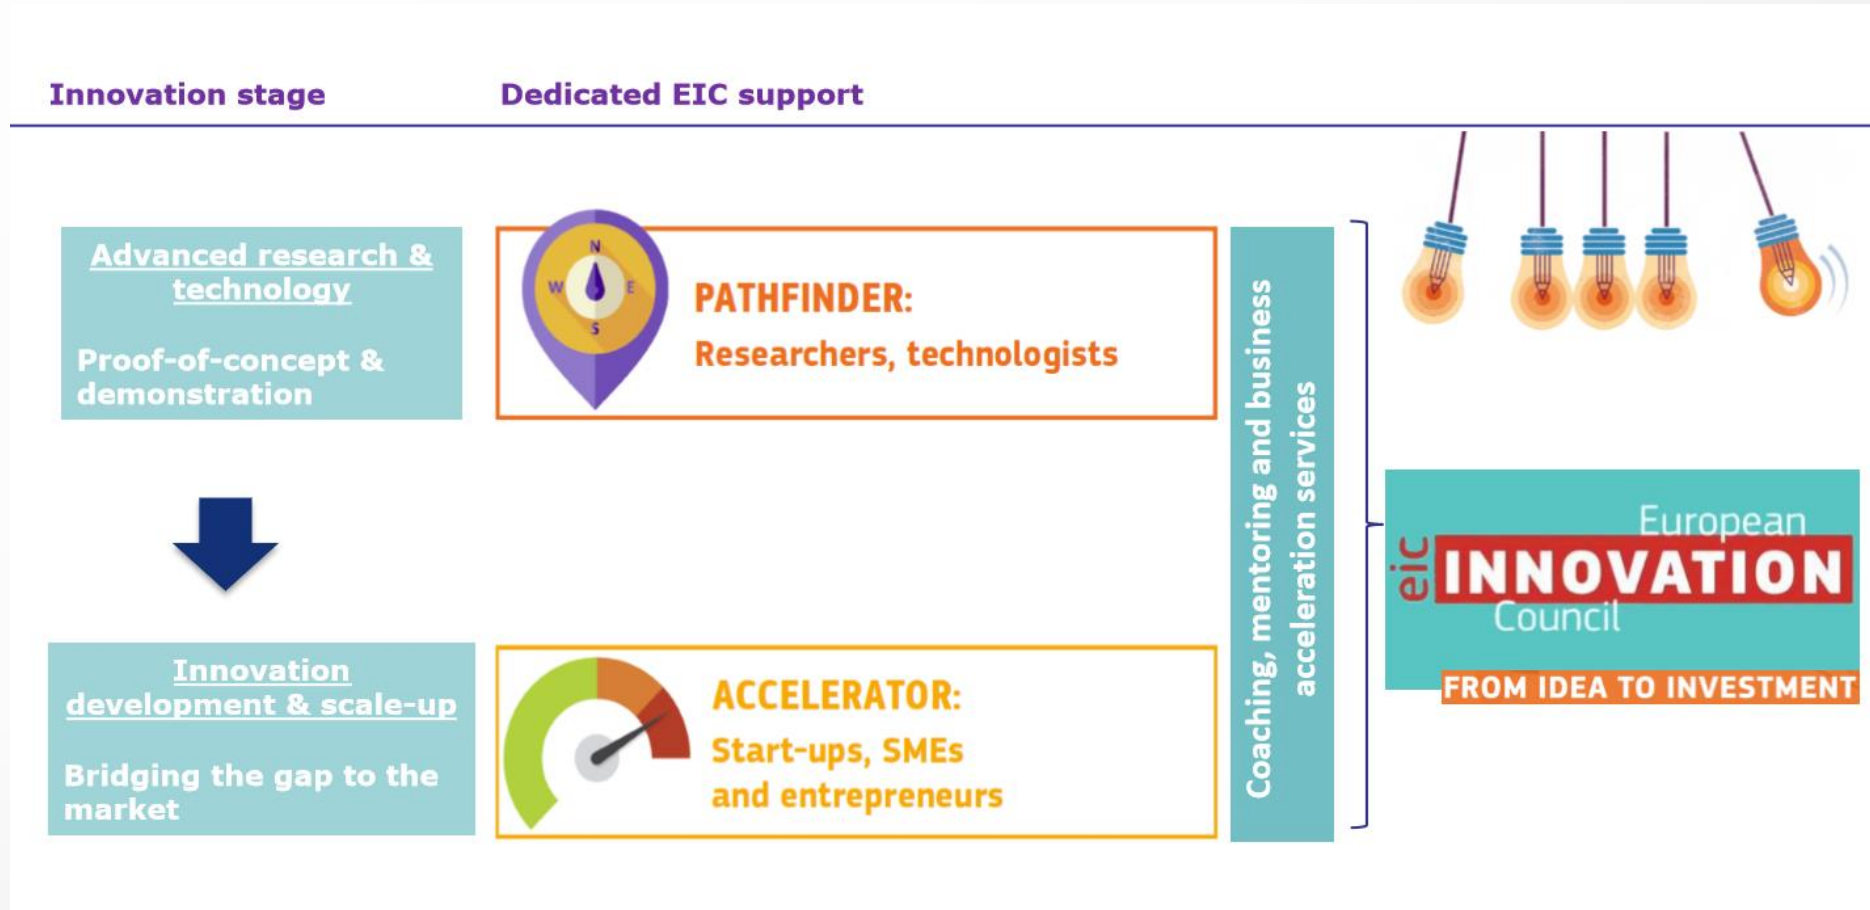 Innovation stage
Dedicated EIC support
Advanced research &
technology
Proof-of-concept &
demonstration
N
W
E
S
PATHFINDER:
Researchers, technologists
Innovation
development & scale-up
Bridging the gap to the
market
ACCELERATOR:
Start-ups, SMEs
and entrepreneurs
Coaching, mentoring and business
acceleration services
eic
European
INNOVATION
Council
FROM IDEA TO INVESTMENT